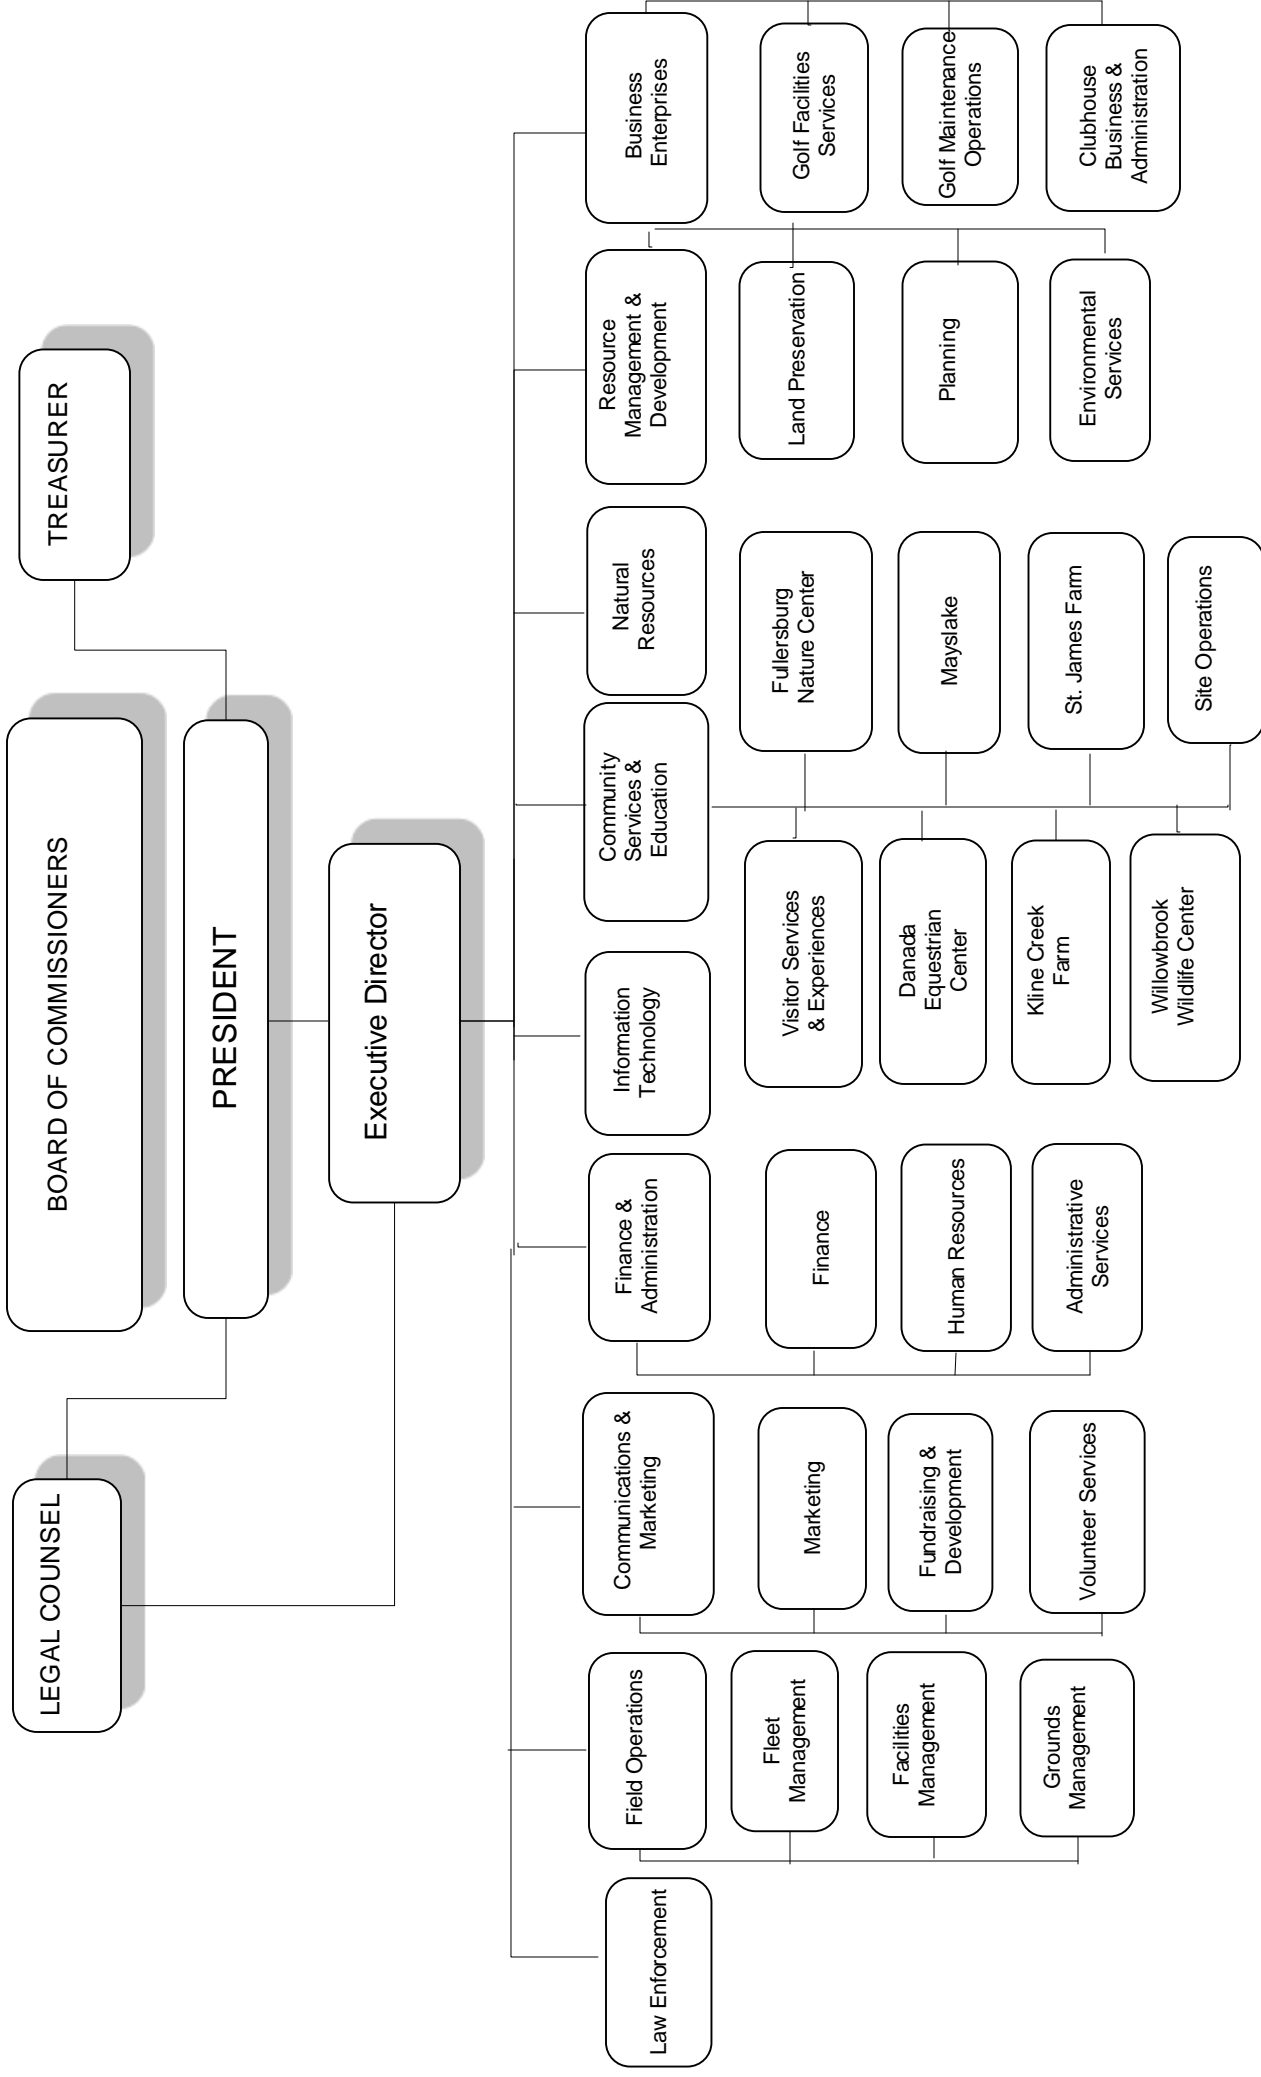 BOARD OF COMMISSIONERS
LEGAL COUNSEL
TREASURER
PRESIDENT
Executive Director
Law Enforcement
Field Operations
Fleet
Management
Facilities
Management
Grounds
Management
Communications &
Marketing
Marketing
Fundraising &
Development
Volunteer Services
Finance &
Administration
Finance
Human Resources
Administrative
Services
Information
Technology
Community
Services &
Education
Visitor Services
& Experiences
Fullersburg
Nature Center
Danada
Equestrian
Center
Mayslake
Kline Creek
Farm
St. James Farm
Willowbrook
Wildlife Center
Site Operations
Natural
Resources
Resource
Management &
Development
Land Preservation
Planning
Environmental
Services
Business
Enterprises
Golf Facilities
Services
Golf Maintenance
Operations
Clubhouse
Business &
Administration